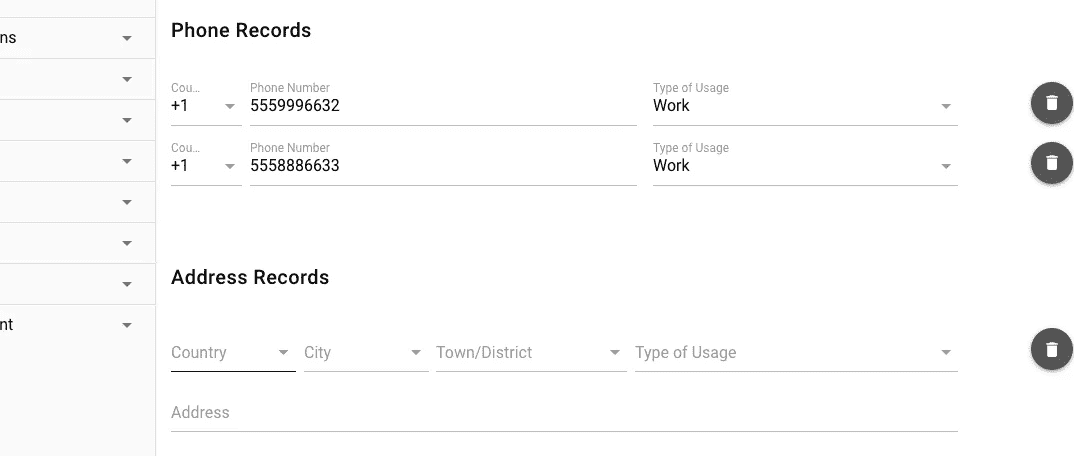 ns
nt
Phone Records
Cou... Phone Number Type of Usage
+1 5559996632 Work
Cou... Phone Number Type of Usage
+1 5558886633 Work
Address Records
Country City Town/District Type of Usage
Address